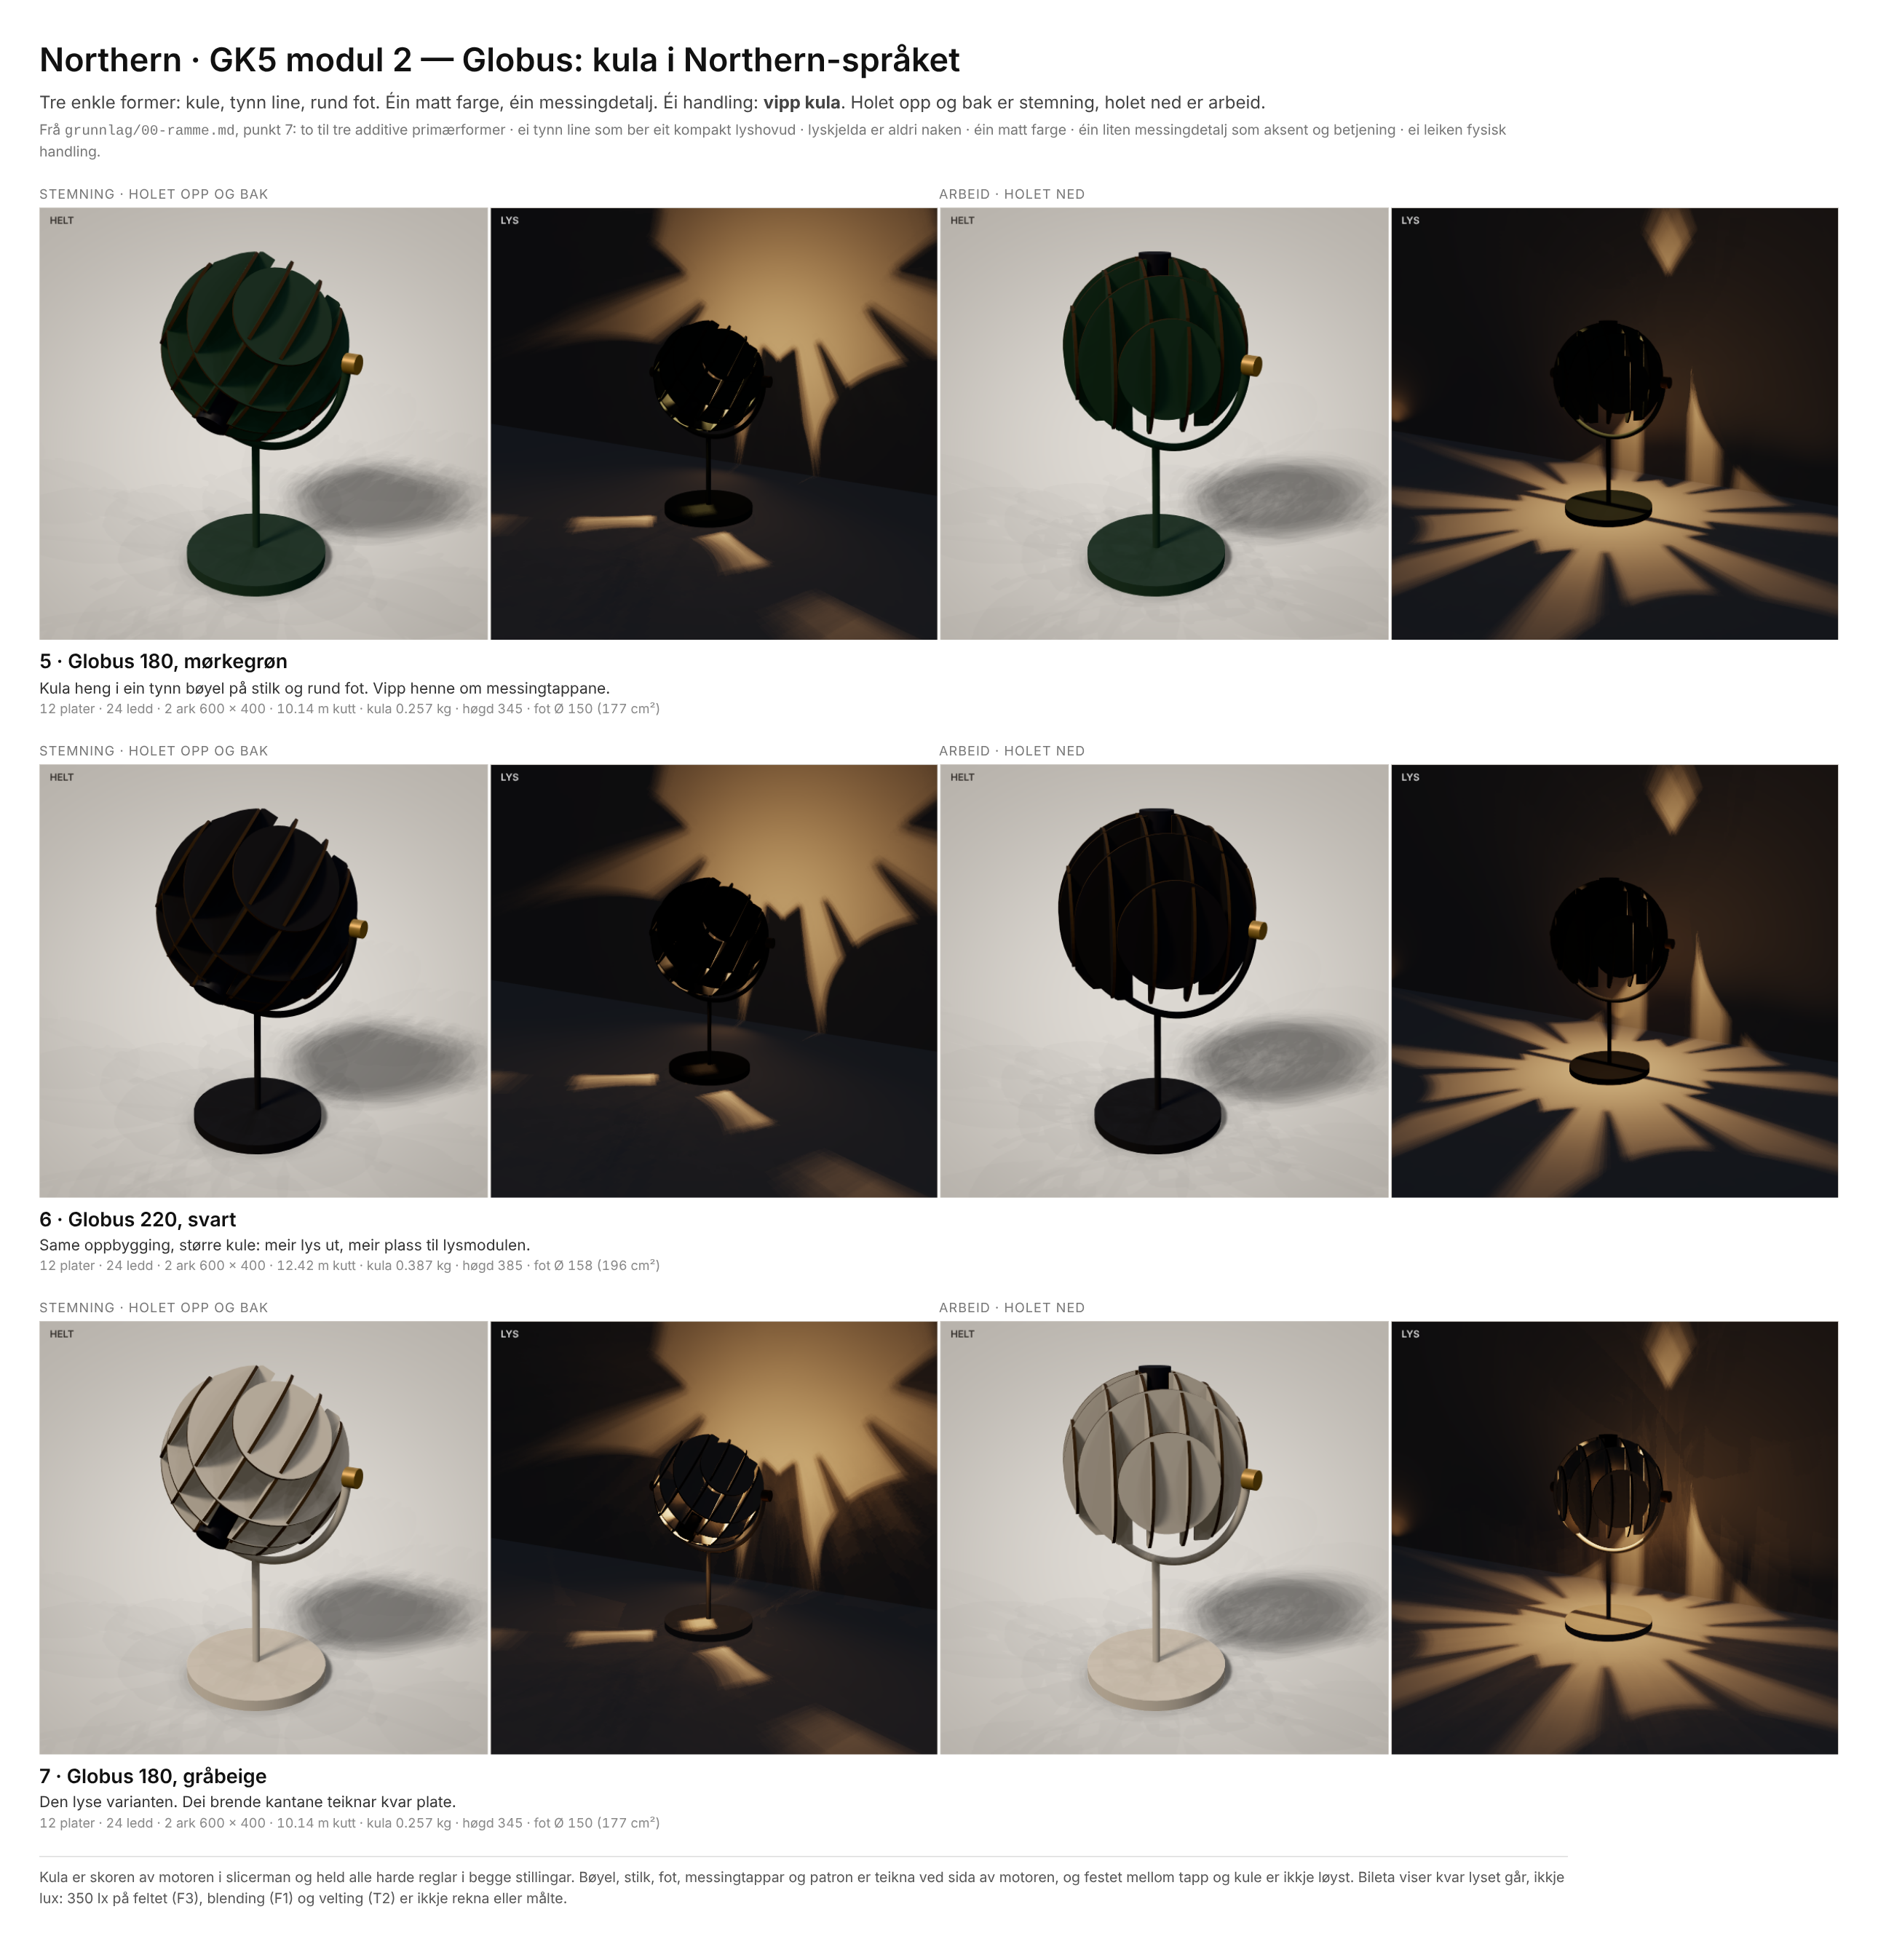 Northern · GK5 modul 2 — Globus: kula i Northern-språket
Tre enkle former: kule, tynn line, rund fot. Éin matt farge, éin messingdetalj. Éi handling: vipp kula. Holet opp og bak er stemning, holet ned er arbeid.
Frå grunnlag/00-ramme.md, punkt 7: to til tre additive primærformer · ei tynn line som ber eit kompakt lyshovud · lyskjelda er aldri naken · éin matt farge · éin liten messingdetalj som aksent og betjening · ei leiken fysisk
handling.
STEMNING · HOLET OPP OG BAK
ARBEID · HOLET NED
HELT
LYS
HELT
LYS
5 · Globus 180, mørkegrøn
Kula heng i ein tynn bøyel på stilk og rund fot. Vipp henne om messingtappane.
12 plater · 24 ledd · 2 ark 600 × 400 · 10.14 m kutt · kula 0.257 kg · høgd 345 · fot Ø 150 (177 cm²)
STEMNING · HOLET OPP OG BAK
ARBEID · HOLET NED
HELT
LYS
HELT
LYS
6 · Globus 220, svart
Same oppbygging, større kule: meir lys ut, meir plass til lysmodulen.
12 plater · 24 ledd · 2 ark 600 × 400 · 12.42 m kutt · kula 0.387 kg · høgd 385 · fot Ø 158 (196 cm²)
STEMNING · HOLET OPP OG BAK
ARBEID · HOLET NED
HELT
LYS
HELT
LYS
7 · Globus 180, gråbeige
Den lyse varianten. Dei brende kantane teiknar kvar plate.
12 plater · 24 ledd · 2 ark 600 × 400 · 10.14 m kutt · kula 0.257 kg · høgd 345 · fot Ø 150 (177 cm²)
Kula er skoren av motoren i slicerman og held alle harde reglar i begge stillingar. Bøyel, stilk, fot, messingtappar og patron er teikna ved sida av motoren, og festet mellom tapp og kule er ikkje løyst. Bileta viser kvar lyset går, ikkje
lux: 350 lx på feltet (F3), blending (F1) og velting (T2) er ikkje rekna eller målte.